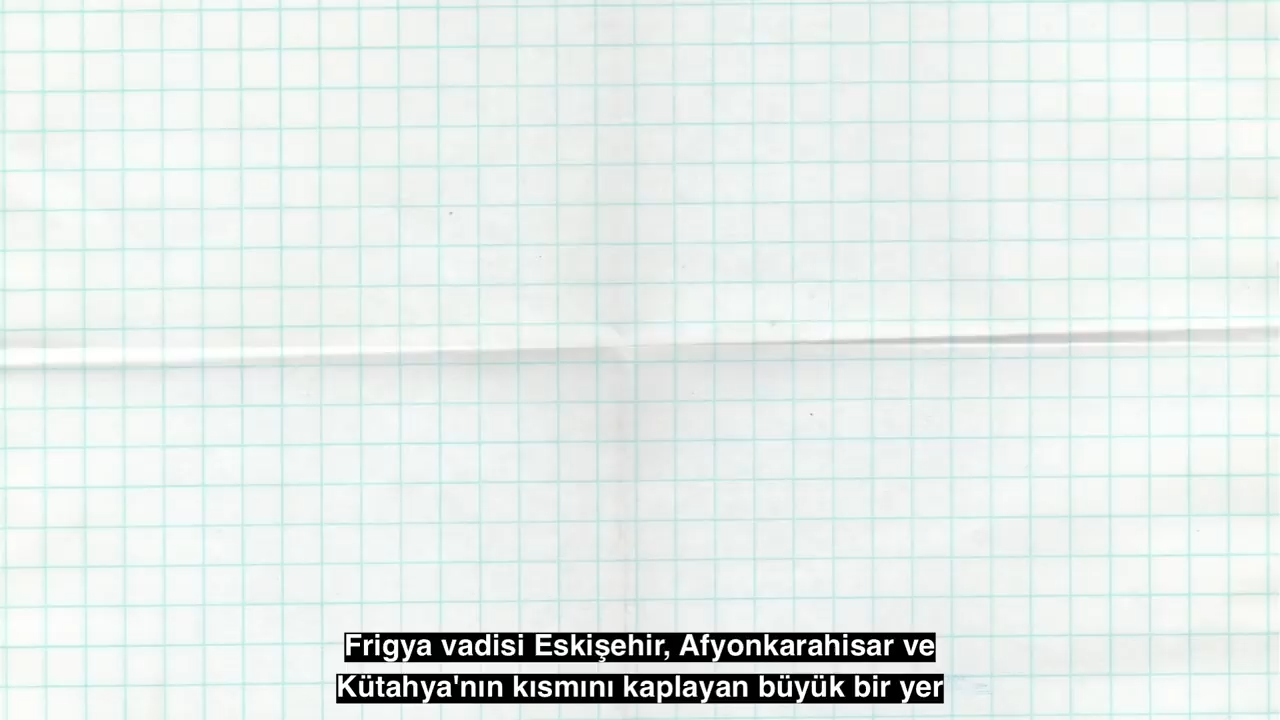 Frigya vadisi Eskişehir, Afyonkarahisar ve
Kütahya'nın kısmını kaplayan büyük bir yer